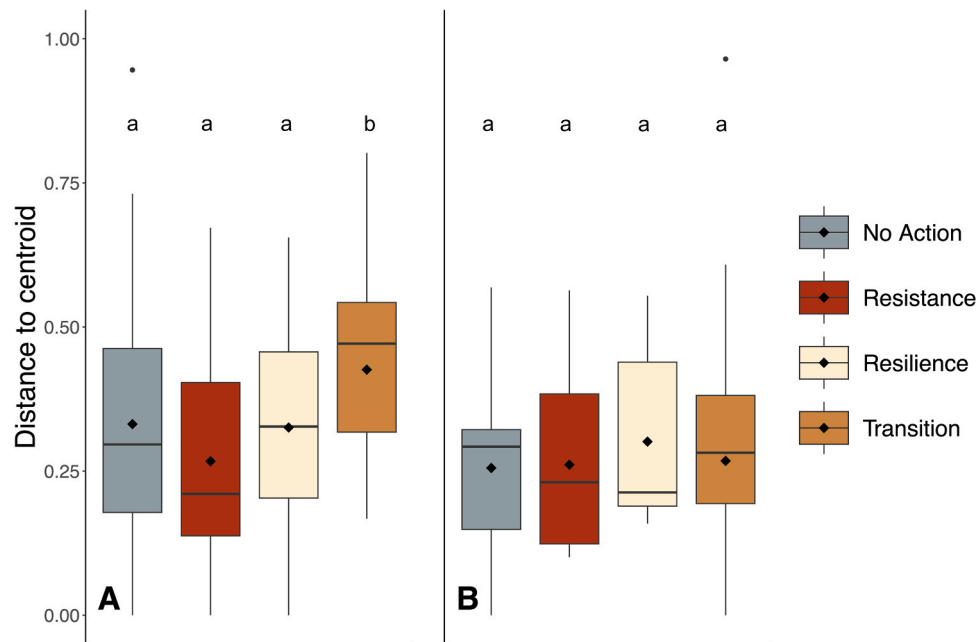 1.00
0.75
0.50
0.25
0.00
Distance to centroid
a a a b
A
a a a a
B
No Action
Resistance
Resilience
Transition